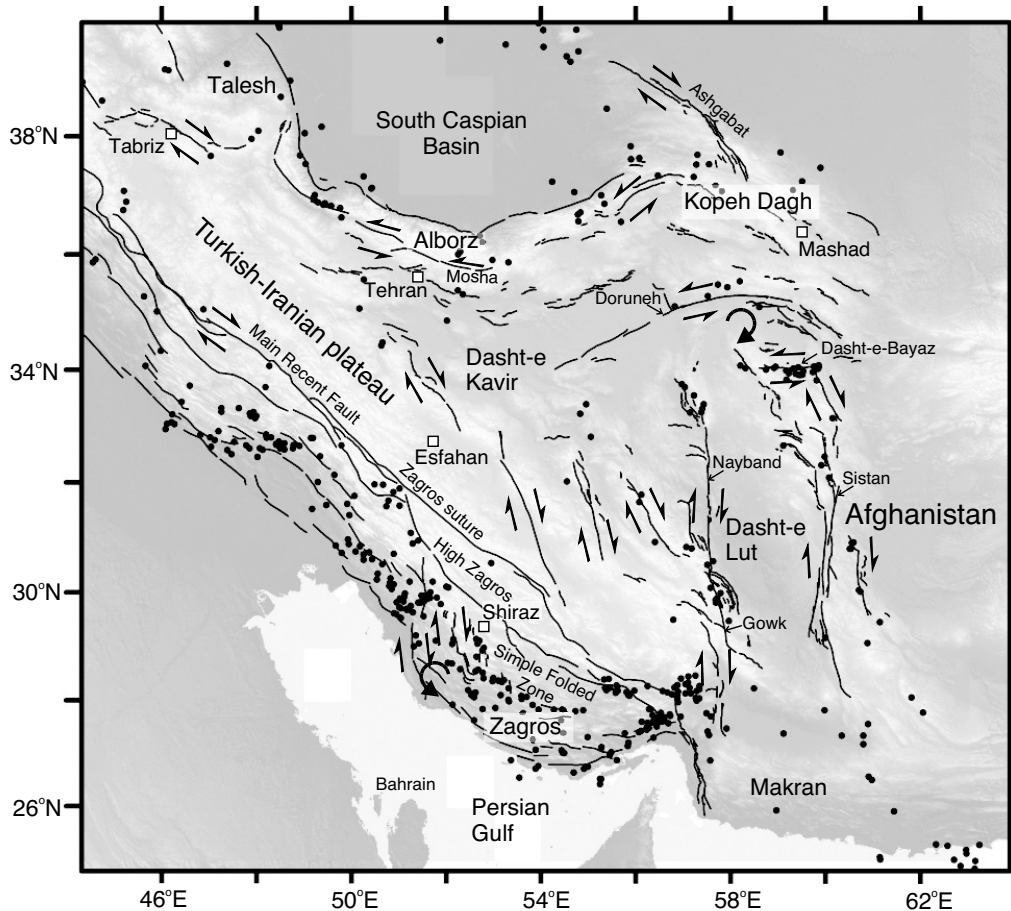 Talesh
South Caspian
Basin
Ashgabat
38°N
Tabriz
Kopeh Dagh
Mashad
Alborz
Mosha
Tehran
Turkish-Iranian plateau
Doruneh
Dasht-e-Bayaz
34°N
Dasht-e
Kavir
Main Recent Fault
Esfahan
Nayband
Sistan
Zagros suture
Dasht-e
Lut
Afghanistan
High Zagros
30°N
Shiraz
Gowk
Simple Folded
Zone
Zagros
Bahrain
Makran
26°N
Persian
Gulf
46°E
50°E
54°E
58°E
62°E